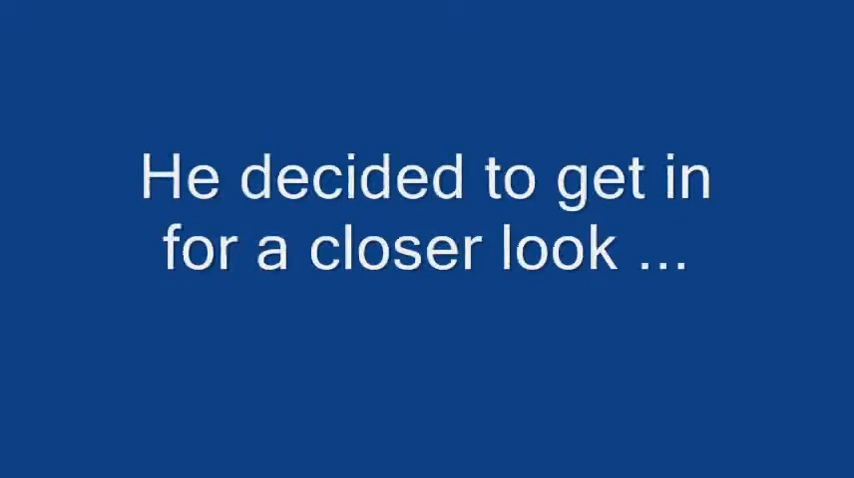 He decided to get in
for a closer look ...